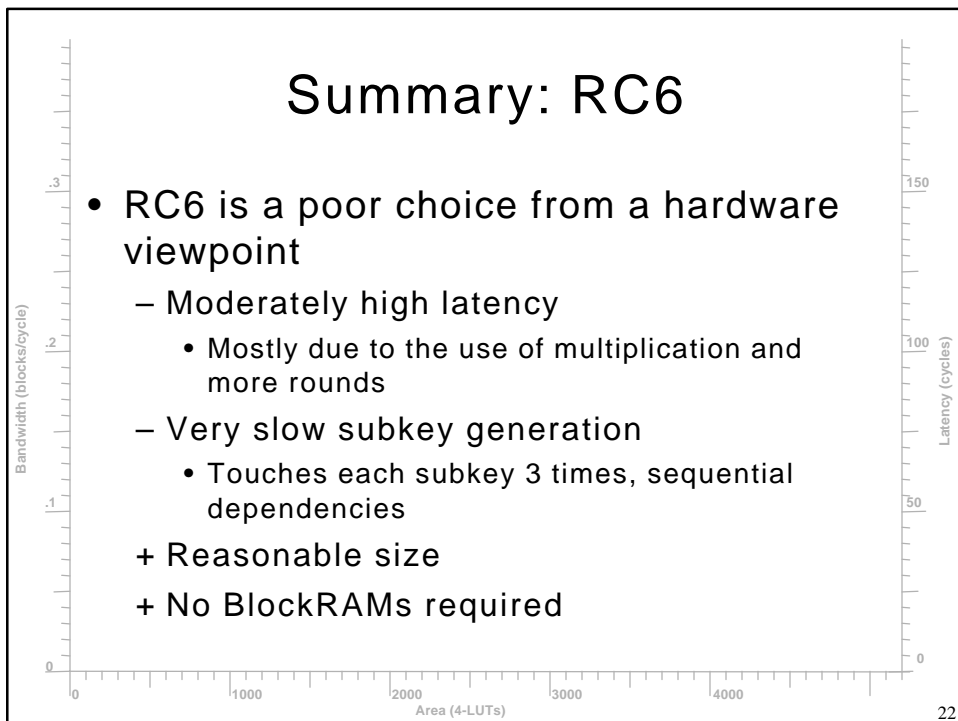 Summary: RC6
• RC6 is a poor choice from a hardware
viewpoint
– Moderately high latency
• Mostly due to the use of multiplication and
more rounds
– Very slow subkey generation
• Touches each subkey 3 times, sequential
dependencies
+ Reasonable size
+ No BlockRAMs required
Bandwidth (blocks/cycle)
.3
.2
.1
0
150
100
50
0
Latency (cycles)
0 1000 2000 3000 4000
Area (4-LUTs)
22